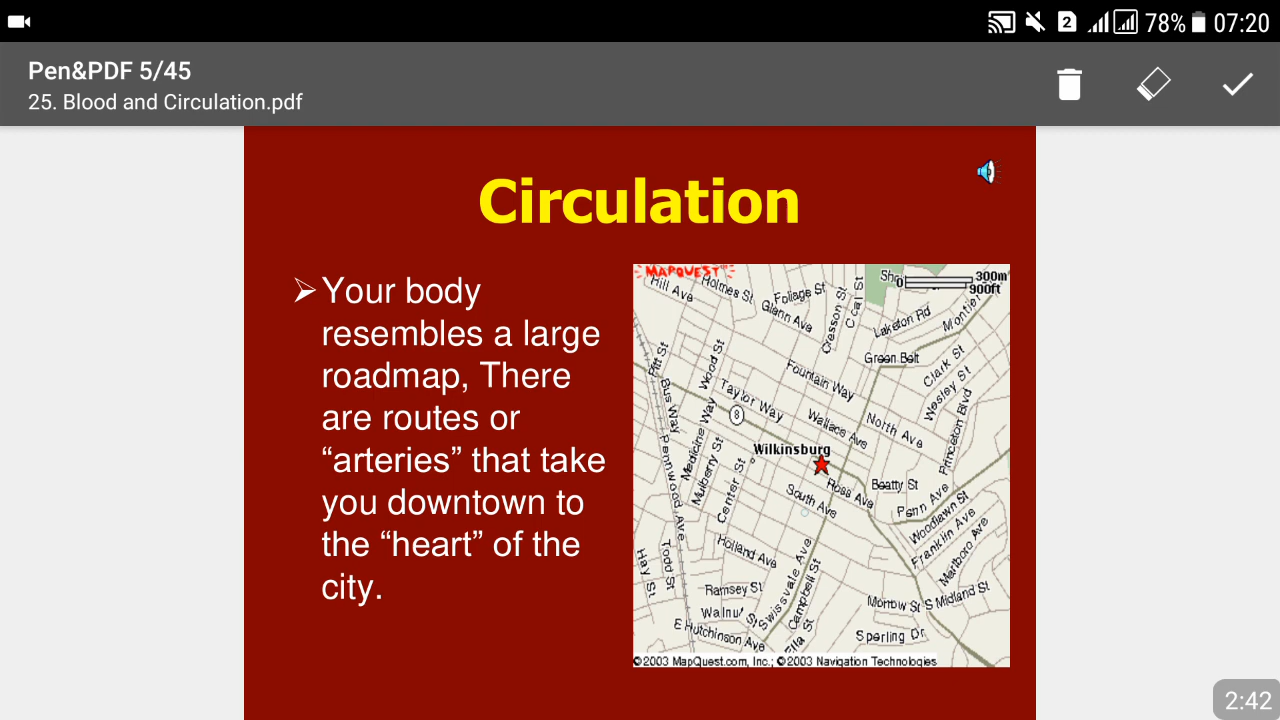 2 78% 07:20
Pen&PDF 5/45
25. Blood and Circulation.pdf
Circulation
➢Your body
resembles a large
roadmap, There
are routes or
“arteries” that take
you downtown to
the “heart” of the
city.
MAPQUEST
0 300m
900ft
Hill Ave
Holmes St
Foliage St
Glenn Ave
Cresson St
Laketon Rd
Green Belt
Pitt St
Wood St
Fountain Way
Clark St
Wesley St
Bus Way
Taylor Way
8
Wallace Ave
North Ave
Princeton Blvd
Medicine Way
Wilkinsburg
Mulberry St
Center St
Pennwood Ave
South Ave
Ross Ave
Beatty St
Penn Ave
Woodlawn St
Franklin Ave
Marlboro Ave
Holland Ave
Hay St
Todd St
Swissvale Ave
Campbell St
Ramsey St
Walnut St
Morrow St
S Midland St
E Hutchinson Ave
Ella St
Sperling Dr
©2003 MapQuest.com, Inc.; ©2003 Navigation Technologies
2:42